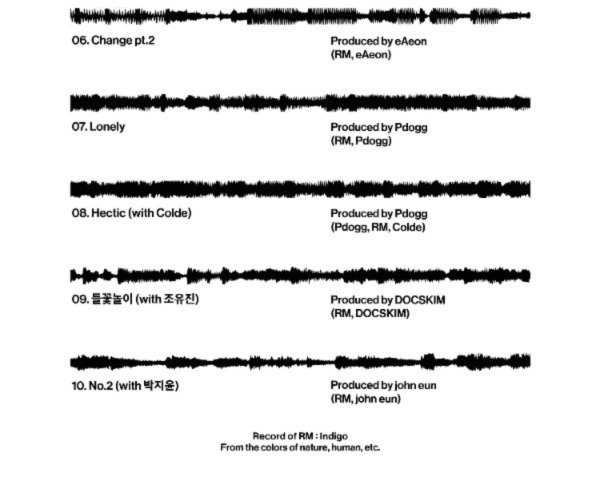 06. Change pt.2
Produced by eAeon
(RM, eAeon)
07. Lonely
Produced by Pdogg
(RM, Pdogg)
08. Hectic (with Colde)
Produced by Pdogg
(Pdogg, RM, Colde)
09. 들꽃놀이 (with 조유진)
Produced by DOCSKIM
(RM, DOCSKIM)
10. No.2 (with 박지윤)
Produced by john eun
(RM, john eun)
Record of RM : Indigo
From the colors of nature, human, etc.